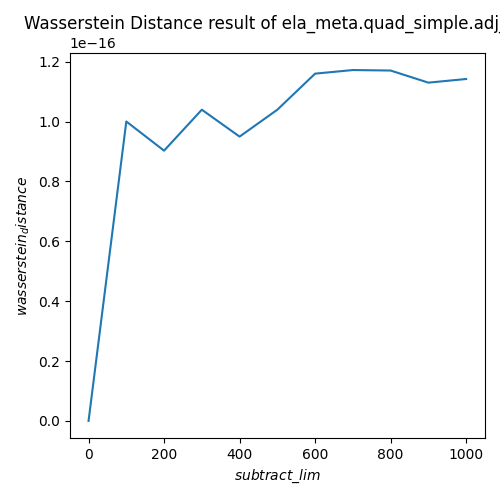 Wasserstein Distance result of ela_meta.quad_simple.adj_
1e−16
1.2
1.0
0.8
0.6
0.4
0.2
0.0
wasserstein_distance
0 200 400 600 800 1000
subtract_lim